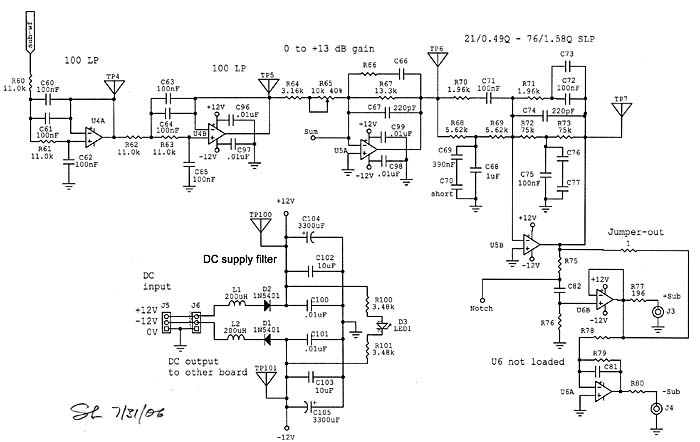 sub-wf
0 to +13 dB gain
21/0.49Q - 76/1.58Q SLP
100 LP
100 LP
R60
11.0k
C60
100nF
C61
100nF
R61
11.0k
C62
100nF
U4A
TP4
R62
11.0k
C63
100nF
C64
100nF
R63
11.0k
C65
100nF
U4B
+12V
-12V
C96
.01uF
C97
.01uF
TP5
R64
3.16k
R65
10k 40%
R66
C66
R67
13.3k
C67
220pF
Sum
U5A
+12V
-12V
C99
.01uF
C98
.01uF
TP6
R70
1.96k
C71
100nF
R71
1.96k
C73
C72
100nF
C74
220pF
TP7
R68
5.62k
R69
5.62k
R72
75k
R73
75k
C69
390nF
C70
short
C68
1uF
C75
100nF
C76
C77
U5B
+12V
-12V
Jumper-out
1
R75
C82
Notch
R76
+12V
U6B
-12V
R77
196
+Sub
J3
R78
U6 not loaded
R79
C81
U6A
R80
-Sub
J4
+12V
TP100
DC supply filter
C104
3300uF
C102
10uF
DC
input
+12V
-12V
0V
J5
J6
L1
200uH
D2
1N5401
C100
.01uF
L2
200uH
D1
1N5401
C101
.01uF
R100
3.48k
D3
LED1
R101
3.48k
DC output
to other board
TP101
C103
10uF
C105
3300uF
-12V
7/31/06